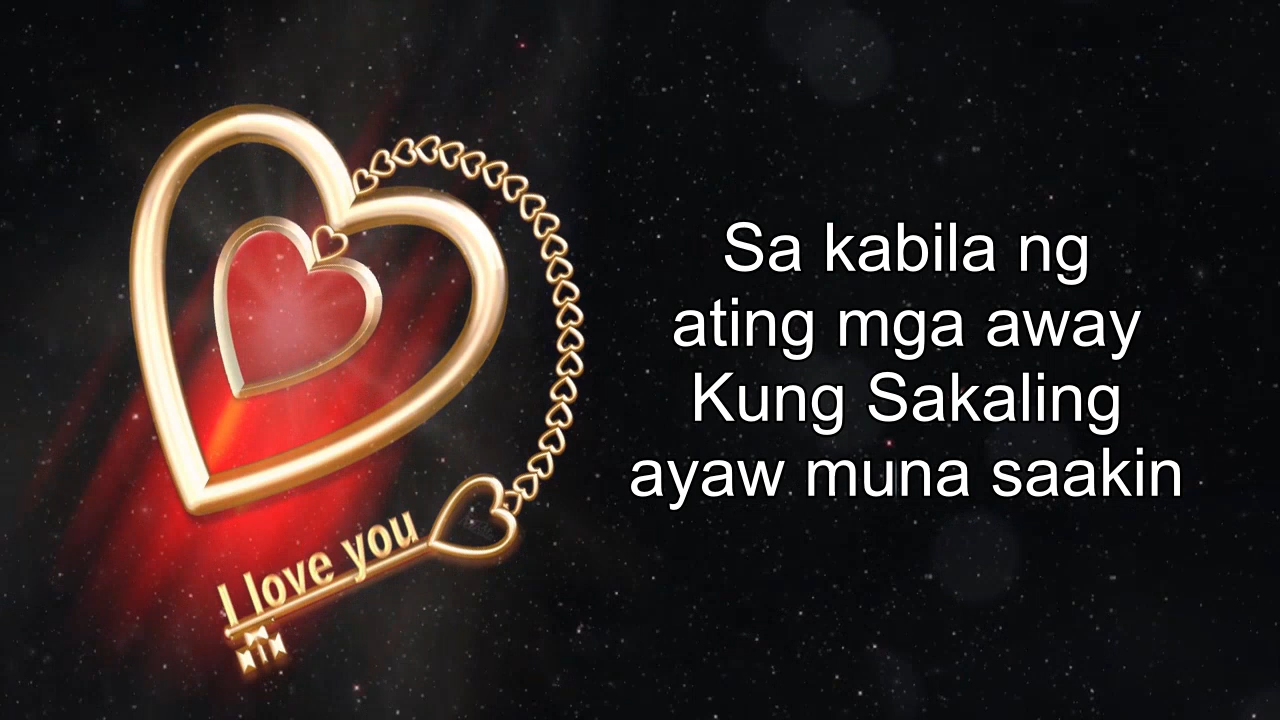 Sa kabila ng
ating mga away
Kung Sakaling
ayaw muna saakin
I love you